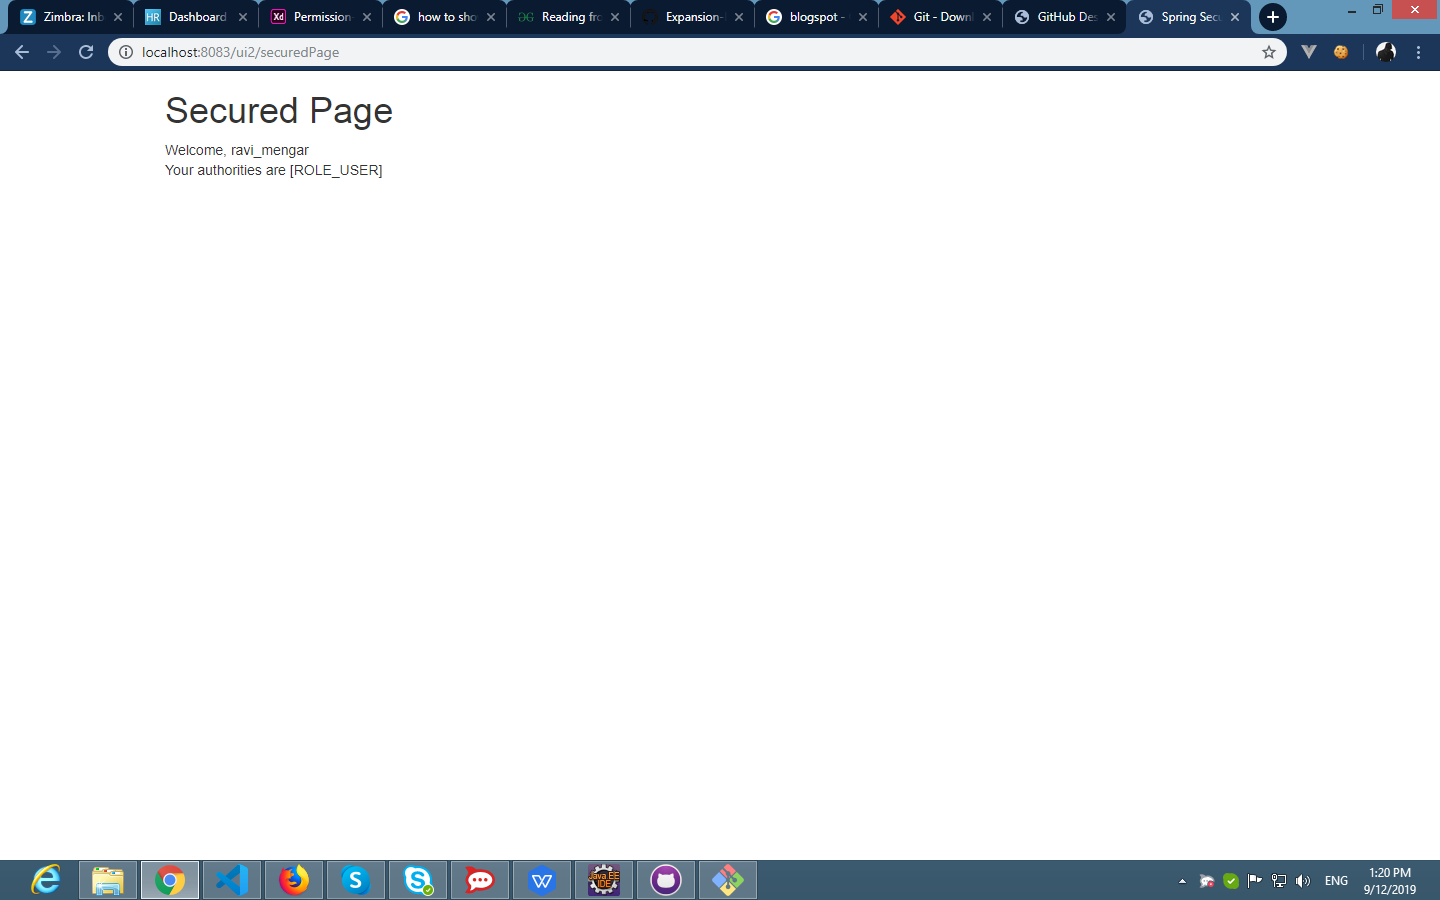 Zimbra: Inb
HR Dashboard
Xd Permission-
how to sho
Reading fro
Expansion-
blogspot -
Git - Downl
GitHub Des
Spring Secu
localhost:8083/ui2/securedPage
Secured Page
Welcome, ravi_mengar
Your authorities are [ROLE_USER]
Java EE
IDE
ENG
1:20 PM
9/12/2019